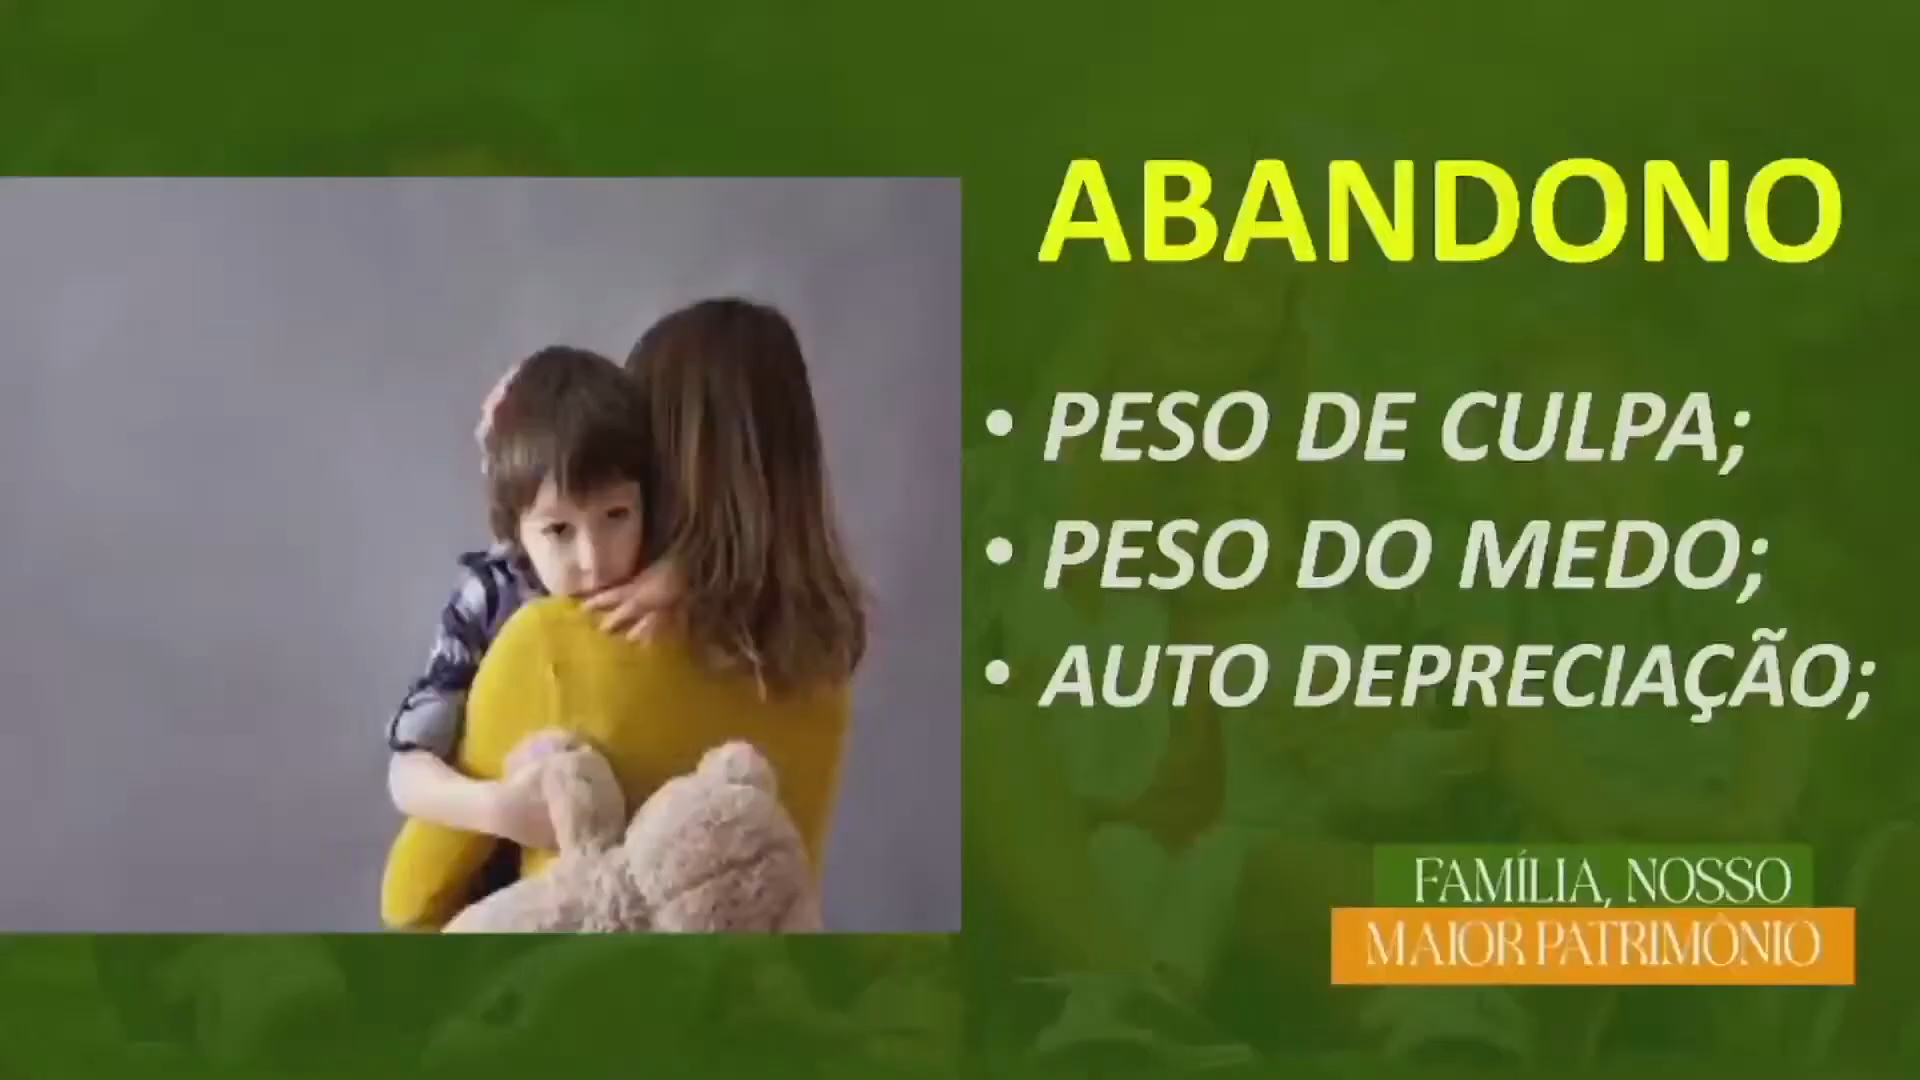 ABANDONO
• PESO DE CULPA;
• PESO DO MEDO;
• AUTO DEPRECIAÇÃO;
FAMÍLIA, NOSSO
MAIOR PATRIMÔNIO